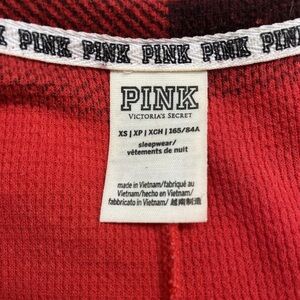 PINK PINK PINK PINK PINK PINK
PINK
VICTORIA'S SECRET
XS | XP | XCH | 165/84A
sleepwear/
vêtements de nuit
made in Vietnam/fabriqué au
Vietnam/hecho en Vietnam/
fabbricato in Vietnam/ 越南制造